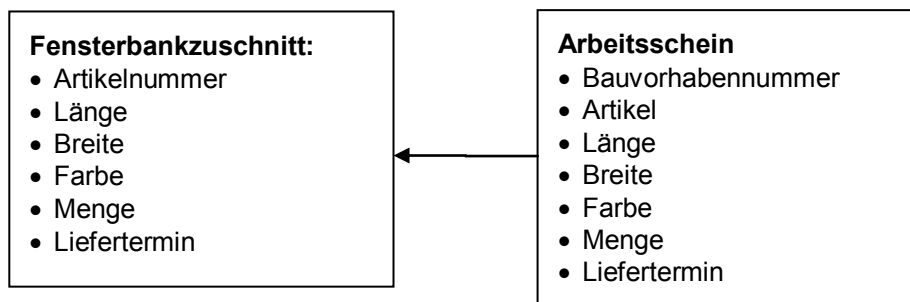 Fensterbankzuschnitt:
• Artikelnummer
• Länge
• Breite
• Farbe
• Menge
• Liefertermin
Arbeitsschein
• Bauvorhabennummer
• Artikel
• Länge
• Breite
• Farbe
• Menge
• Liefertermin